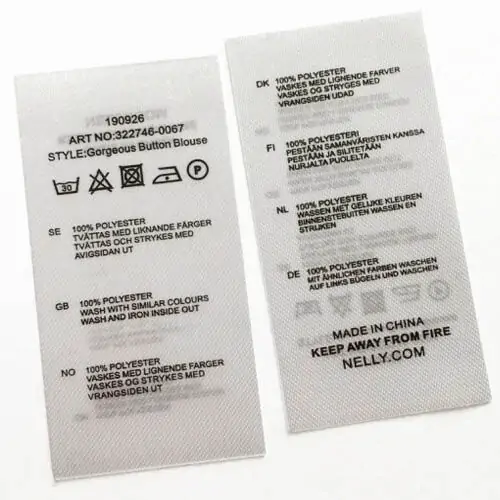 190926
ART NO:322746-0067
STYLE:Gorgeous Button Blouse
30
P
SE 100% POLYESTER
TVÄTTAS MED LIKNANDE FÄRGER
TVÄTTAS OCH STRYKES MED
AVIGSIDAN UT
GB 100% POLYESTER
WASH WITH SIMILAR COLOURS
WASH AND IRON INSIDE OUT
NO 100% POLYESTER
VASKES MED LIGNENDE FARGER
VASKES OG STRYKES MED
VRANGSIDEN UT
DK 100% POLYESTER
VASKES MED LIGNENDE FARVER
VASKES OG STRYGES MED
VRANGSIDEN UDAD
FI 100% POLYESTERI
PESTÄÄN SAMANVÄRISTEN KANSSA
PESTÄÄN JA SILITETÄÄN
NURJALTA PUOLELTA
NL 100% POLYESTER
WASSEN MET GELIJKE KLEUREN
BINNENSTEBUITEN WASSEN EN
STRIJKEN
DE 100% POLYESTER
MIT ÄHNLICHEN FARBEN WASCHEN
AUF LINKS BÜGELN UND WASCHEN
MADE IN CHINA
KEEP AWAY FROM FIRE
NELLY.COM